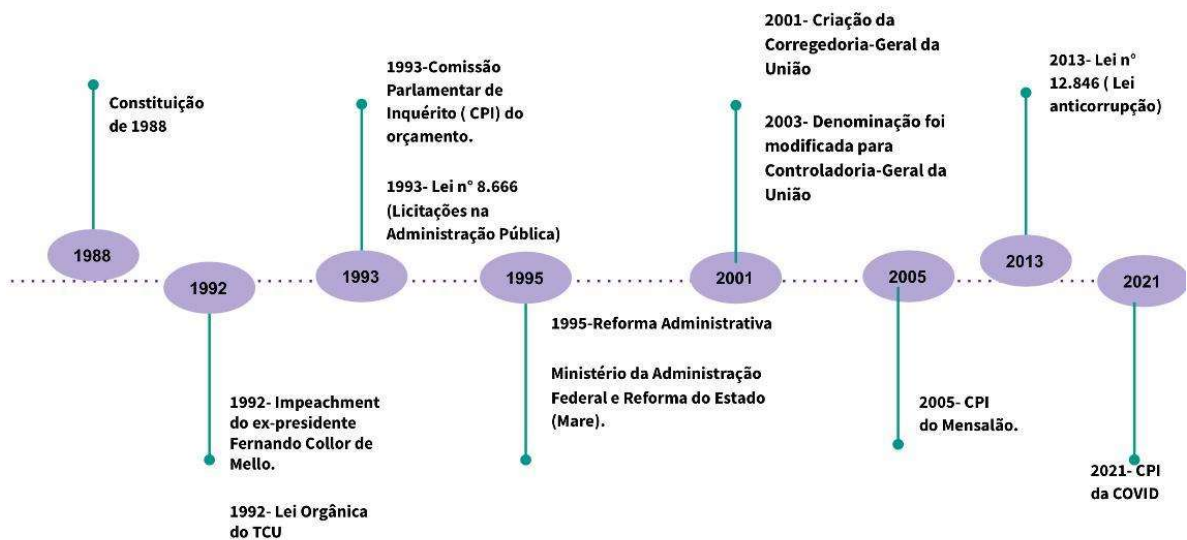 Constituição
de 1988
1988
1992
1992- Impeachment
do ex-presidente
Fernando Collor de
Mello.
1992- Lei Orgânica
do TCU
1993-Comissão
Parlamentar de
Inquérito ( CPI) do
orçamento.
1993- Lei n° 8.666
(Licitações na
Administração Pública)
1993
1995
1995-Reforma Administrativa
Ministério da Administração
Federal e Reforma do Estado
(Mare).
2001- Criação da
Corregedoria-Geral da
União
2003- Denominação foi
modificada para
Controladoria-Geral da
União
2001
2005
2005- CPI
do Mensalão.
2013- Lei n°
12.846 ( Lei
anticorrupção)
2013
2021
2021- CPI
da COVID